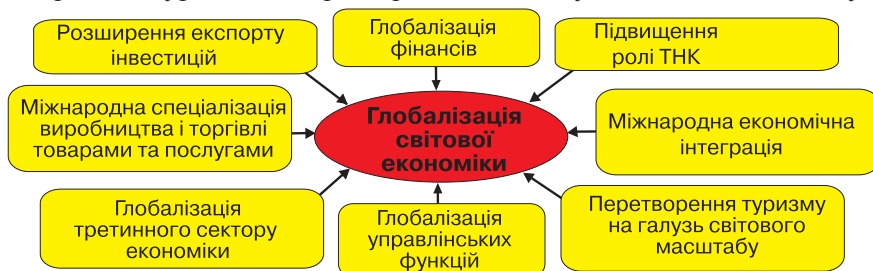 Розширення експорту
інвестицій
Глобалізація
фінансів
Підвищення
ролі ТНК
Міжнародна спеціалізація
виробництва і торгівлі
товарами та послугами
Глобалізація
світової
економіки
Міжнародна економічна
інтеграція
Глобалізація
третинного сектору
економіки
Глобалізація
управлінських
функцій
Перетворення туризму
на галузь світового
масштабу